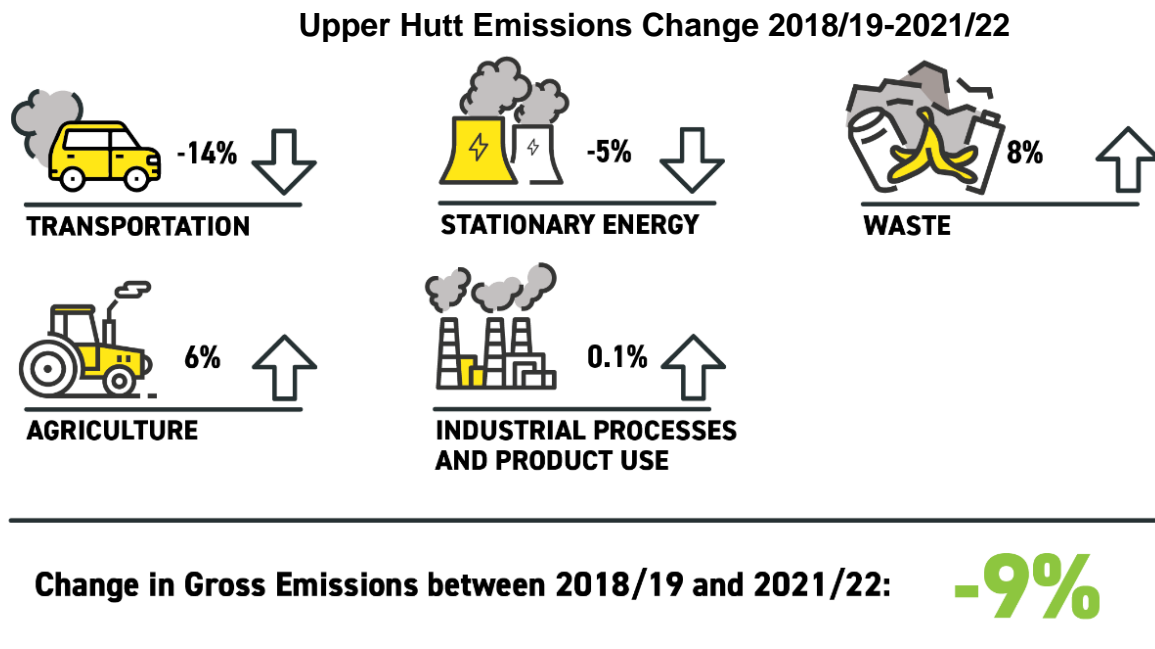 Upper Hutt Emissions Change 2018/19-2021/22
-14%
TRANSPORTATION
-5%
STATIONARY ENERGY
8%
WASTE
6%
AGRICULTURE
0.1%
INDUSTRIAL PROCESSES
AND PRODUCT USE
Change in Gross Emissions between 2018/19 and 2021/22: -9%